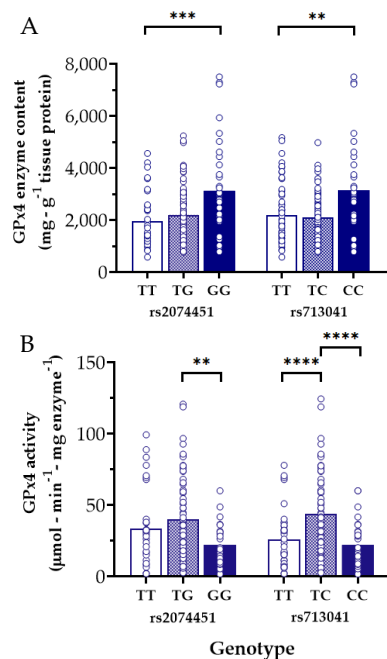 A
*** **
GPx4 enzyme content
(mg - g⁻¹ tissue protein)
8,000
6,000
4,000
2,000
0
TT TG GG TT TC CC
rs2074451 rs713041
B
** **** ****
GPx4 activity
(μmol - min⁻¹ - mg enzyme⁻¹)
150
100
50
0
TT TG GG TT TC CC
rs2074451 rs713041
Genotype